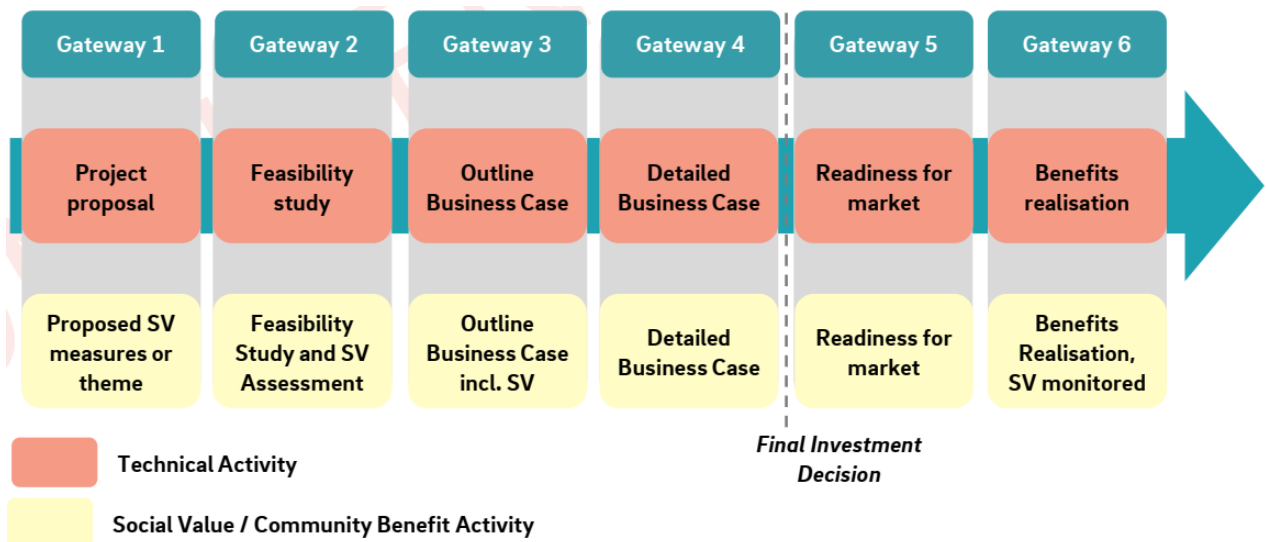 Gateway 1
Gateway 2
Gateway 3
Gateway 4
Gateway 5
Gateway 6
Project
proposal
Feasibility
study
Outline
Business Case
Detailed
Business Case
Readiness for
market
Benefits
realisation
Proposed SV
measures or
theme
Feasibility
Study and SV
Assessment
Outline
Business Case
incl. SV
Detailed
Business Case
Readiness for
market
Benefits
Realisation,
SV monitored
Final Investment
Decision
Technical Activity
Social Value / Community Benefit Activity